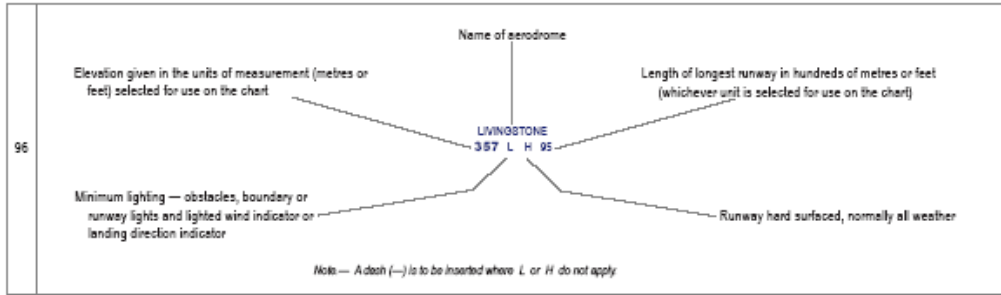 Name of aerodrome
Elevation given in the units of measurement (metres or
feet) selected for use on the chart
Length of longest runway in hundreds of metres or feet
(whichever unit is selected for use on the chart)
96
LIVINGSTONE
357 L H 95
Minimum lighting — obstacles, boundary or
runway lights and lighted wind indicator or
landing direction indicator
Runway hard surfaced, normally all weather
Note.— A dash (—) is to be inserted where L or H do not apply.